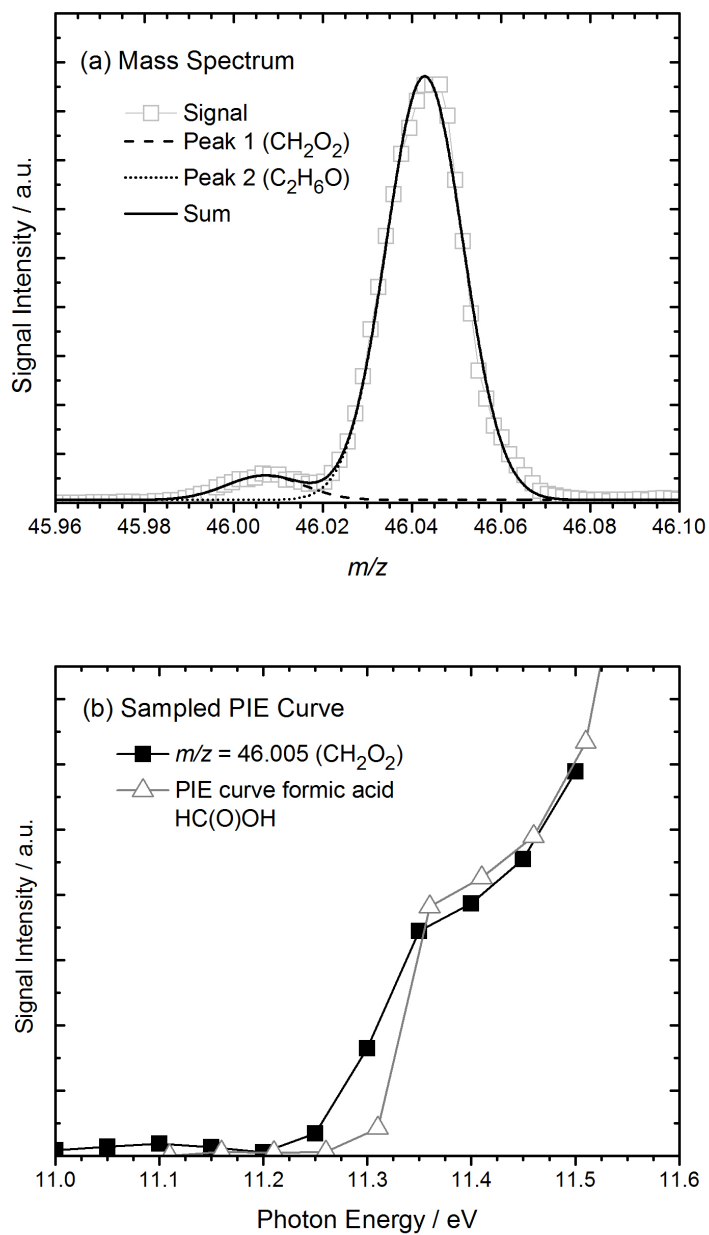 (a) Mass Spectrum
Signal
Peak 1 (CH₂O₂)
Peak 2 (C₂H₆O)
Sum
Signal Intensity / a.u.
45.96 45.98 46.00 46.02 46.04 46.06 46.08 46.10
m/z
(b) Sampled PIE Curve
m/z = 46.005 (CH₂O₂)
PIE curve formic acid
HC(O)OH
Signal Intensity / a.u.
11.0 11.1 11.2 11.3 11.4 11.5 11.6
Photon Energy / eV